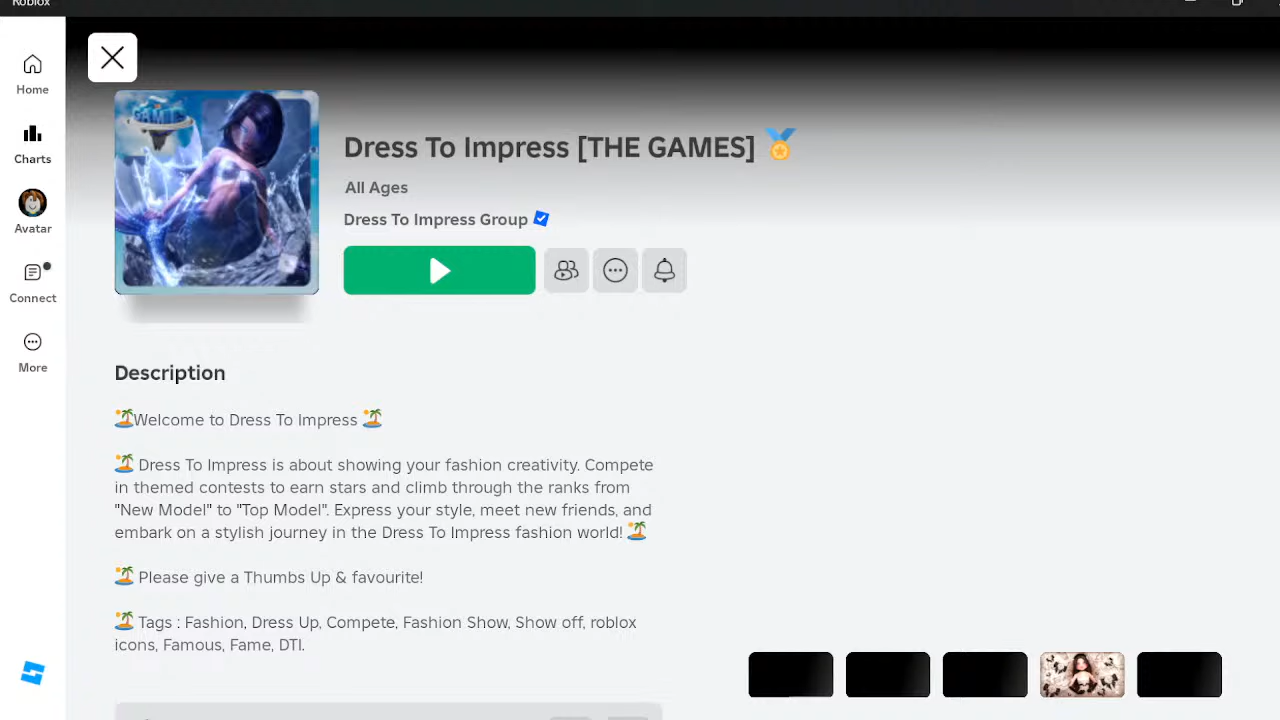 Roblox
Home
Charts
Avatar
Connect
More
GAMES
Dress To Impress [THE GAMES] 🏅
All Ages
Dress To Impress Group
Description
🏝️Welcome to Dress To Impress 🏝️
🏝️ Dress To Impress is about showing your fashion creativity. Compete
in themed contests to earn stars and climb through the ranks from
"New Model" to "Top Model". Express your style, meet new friends, and
embark on a stylish journey in the Dress To Impress fashion world! 🏝️
🏝️ Please give a Thumbs Up & favourite!
🏝️ Tags : Fashion, Dress Up, Compete, Fashion Show, Show off, roblox
icons, Famous, Fame, DTI.